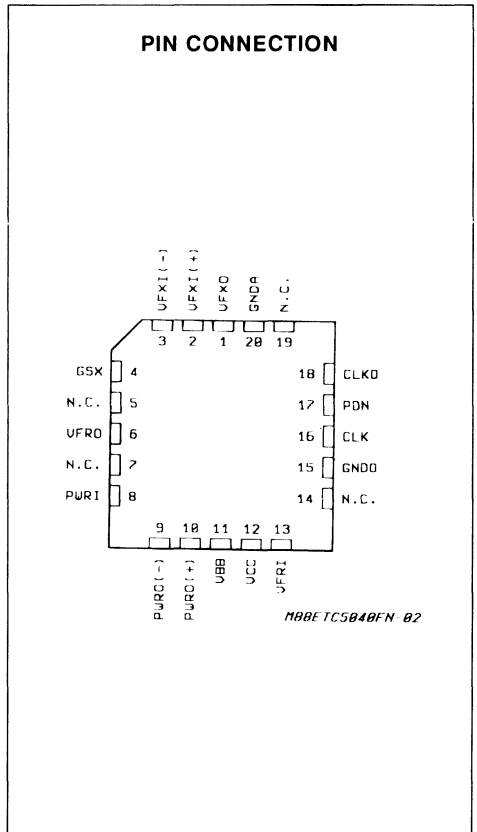 PIN CONNECTION
VFXI(-)
VFXI(+)
VFXO
GNDA
N.C.
3 2 1 20 19
GSX 4
N.C. 5
VFRO 6
N.C. 7
PWRI 8
18 CLK0
17 PDN
16 CLK
15 GNDD
14 N.C.
9 10 11 12 13
PWRO(-)
PWRO(+)
VBB
VCC
VFRI
M88ETC5040FN-02